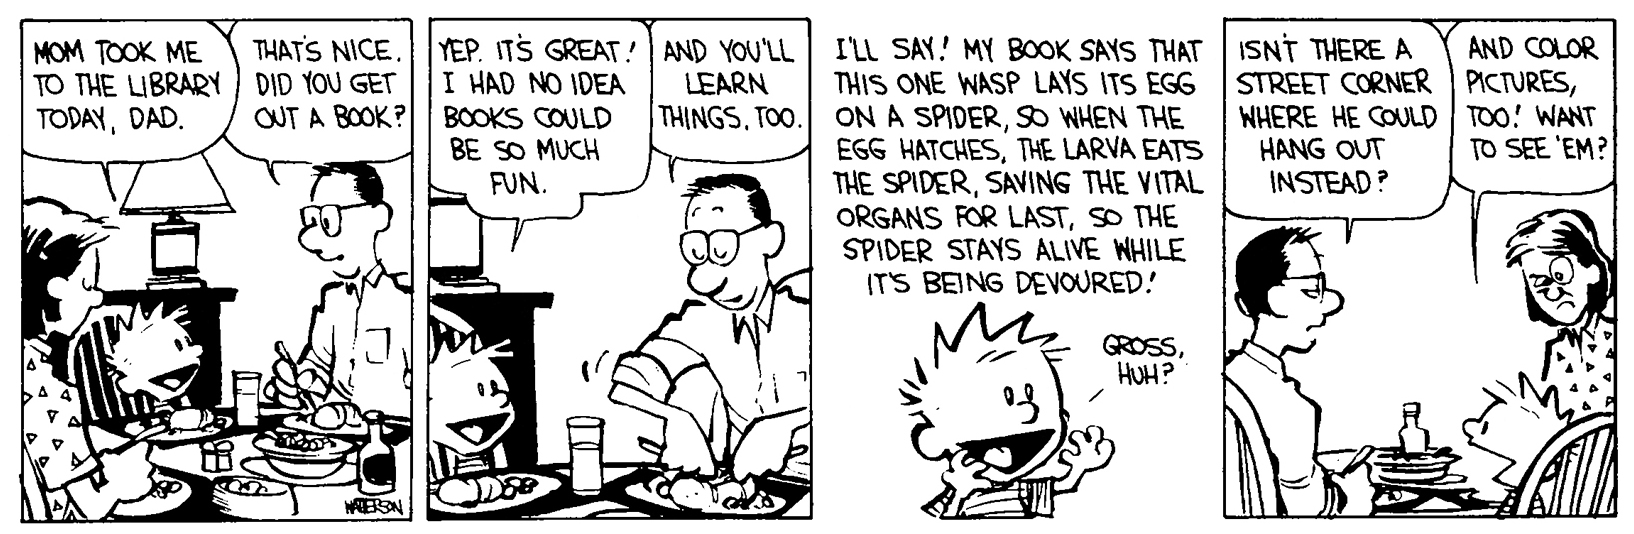 MOM TOOK ME
TO THE LIBRARY
TODAY, DAD.
THAT'S NICE.
DID YOU GET
OUT A BOOK?
WATTERSON
YEP. IT'S GREAT!
I HAD NO IDEA
BOOKS COULD
BE SO MUCH
FUN.
AND YOU'LL
LEARN
THINGS, TOO.
I'LL SAY! MY BOOK SAYS THAT
THIS ONE WASP LAYS ITS EGG
ON A SPIDER, SO WHEN THE
EGG HATCHES, THE LARVA EATS
THE SPIDER, SAVING THE VITAL
ORGANS FOR LAST, SO THE
SPIDER STAYS ALIVE WHILE
IT'S BEING DEVOURED!
GROSS,
HUH?
ISN'T THERE A
STREET CORNER
WHERE HE COULD
HANG OUT
INSTEAD?
AND COLOR
PICTURES,
TOO! WANT
TO SEE 'EM?